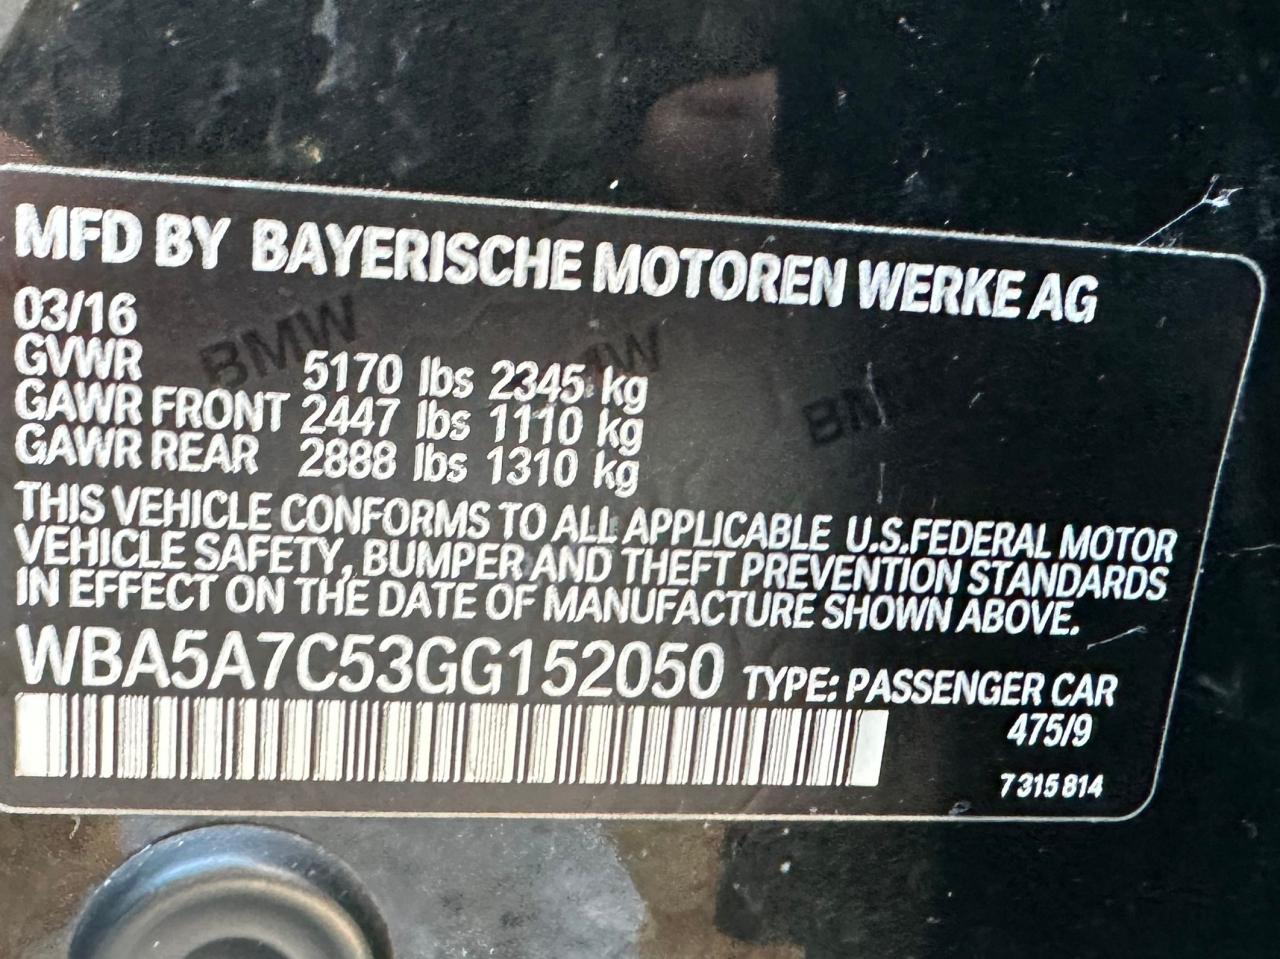 MFD BY BAYERISCHE MOTOREN WERKE AG
03/16
GVWR 5170 lbs 2345 kg
GAWR FRONT 2447 lbs 1110 kg
GAWR REAR 2888 lbs 1310 kg
THIS VEHICLE CONFORMS TO ALL APPLICABLE U.S.FEDERAL MOTOR
VEHICLE SAFETY, BUMPER AND THEFT PREVENTION STANDARDS
IN EFFECT ON THE DATE OF MANUFACTURE SHOWN ABOVE.
WBA5A7C53GG152050 TYPE: PASSENGER CAR
475/9
7 315 814
BMW